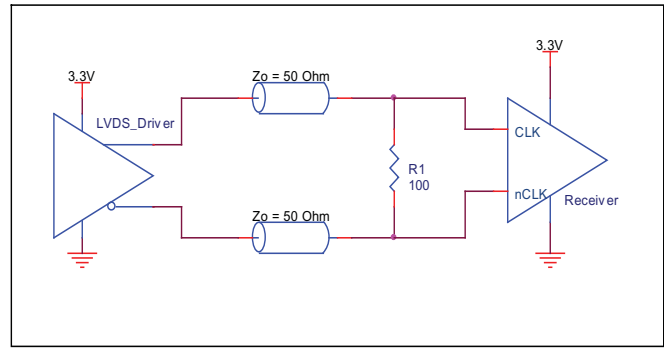 3.3V
LVDS_Driver
Zo = 50 Ohm
Zo = 50 Ohm
R1
100
3.3V
CLK
nCLK
Receiver